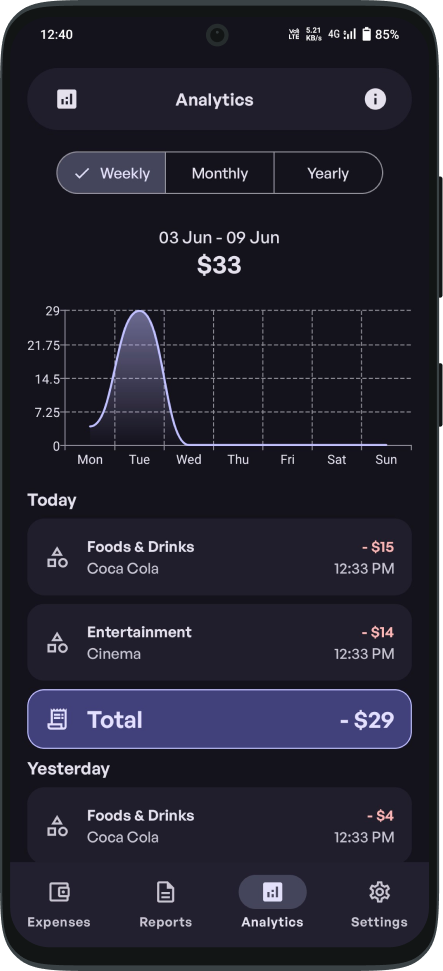 12:40
Vo) LTE 5.21 KB/s 4G 85%
Analytics
Weekly Monthly Yearly
03 Jun - 09 Jun
$33
29
21.75
14.5
7.25
0
Mon Tue Wed Thu Fri Sat Sun
Today
Foods & Drinks - $15
Coca Cola 12:33 PM
Entertainment - $14
Cinema 12:33 PM
Total - $29
Yesterday
Foods & Drinks - $4
Coca Cola 12:33 PM
Expenses Reports Analytics Settings